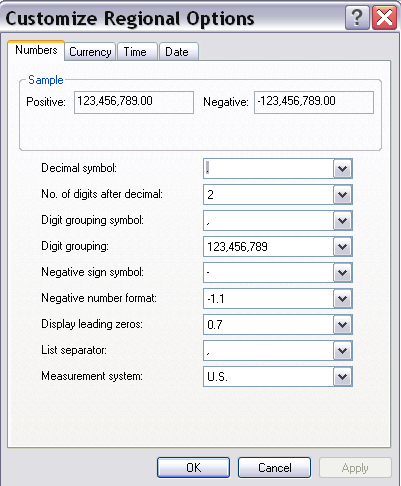 Customize Regional Options
Numbers Currency Time Date
Sample
Positive: 123,456,789.00 Negative: -123,456,789.00
Decimal symbol: .
No. of digits after decimal: 2
Digit grouping symbol: ,
Digit grouping: 123,456,789
Negative sign symbol: -
Negative number format: -1.1
Display leading zeros: 0.7
List separator: ,
Measurement system: U.S.
OK Cancel Apply